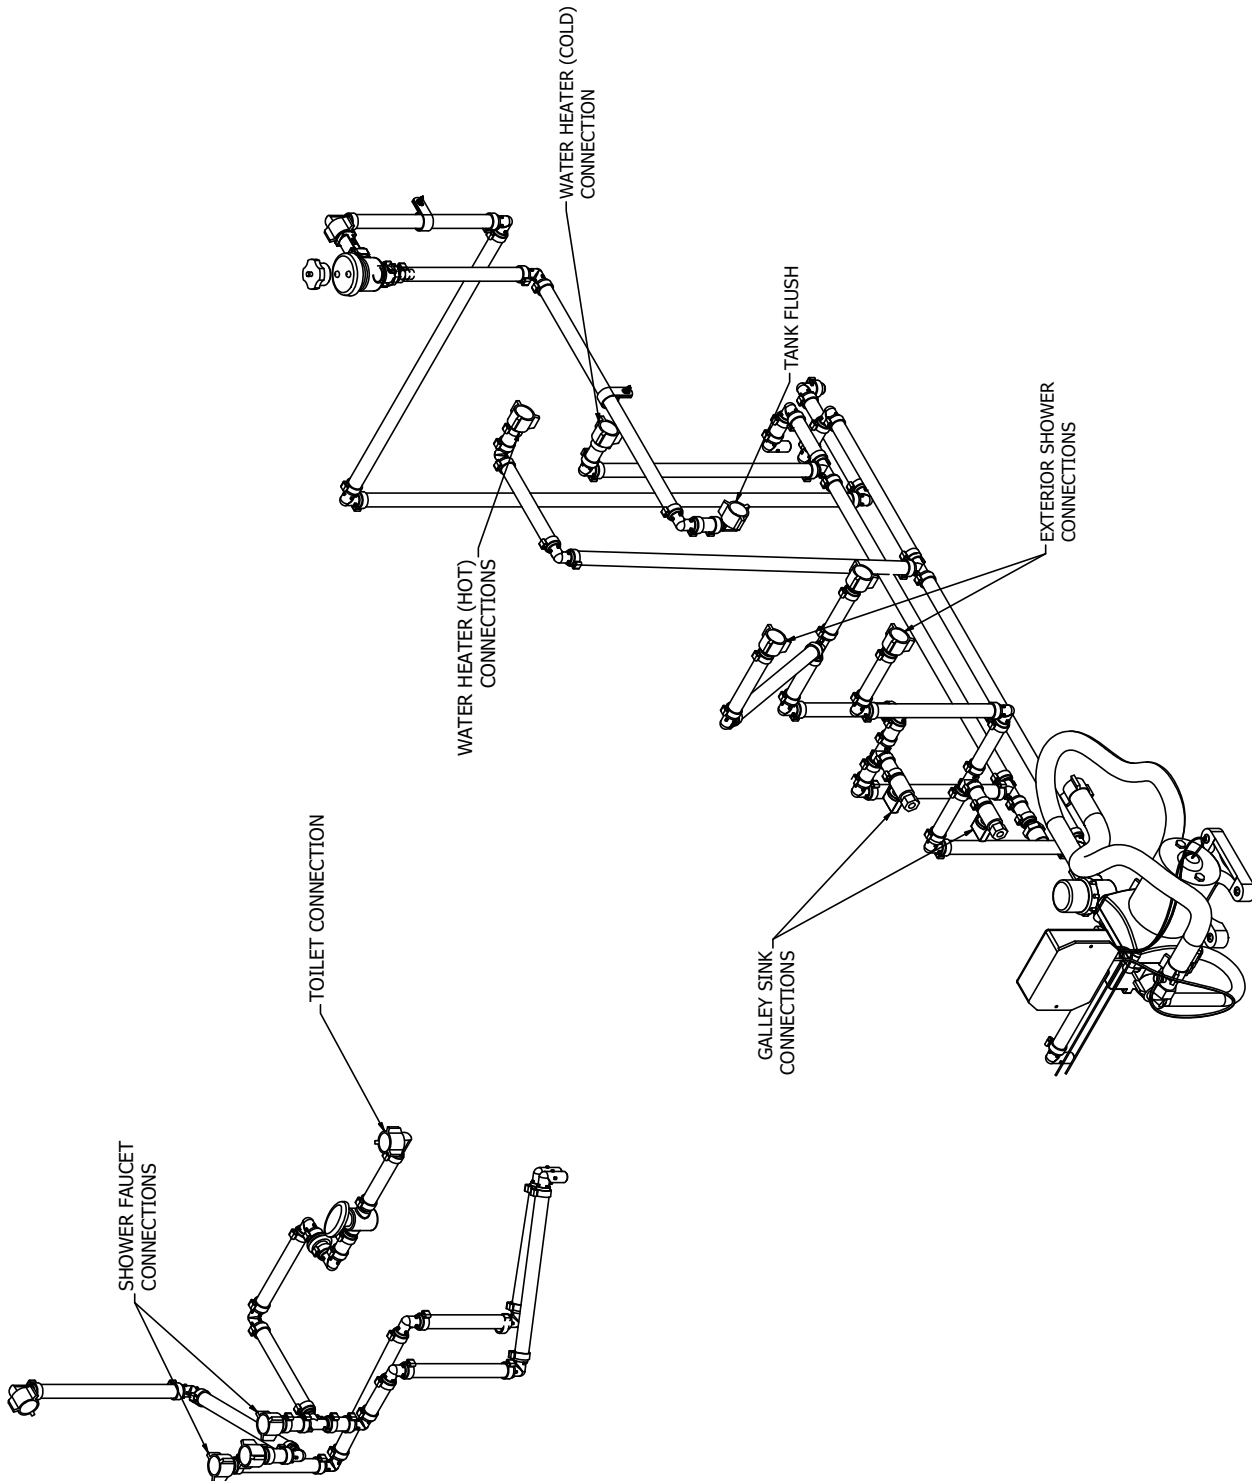 WATER HEATER (COLD)
CONNECTION
TANK FLUSH
EXTERIOR SHOWER
CONNECTIONS
WATER HEATER (HOT)
CONNECTIONS
GALLEY SINK
CONNECTIONS
TOILET CONNECTION
SHOWER FAUCET
CONNECTIONS